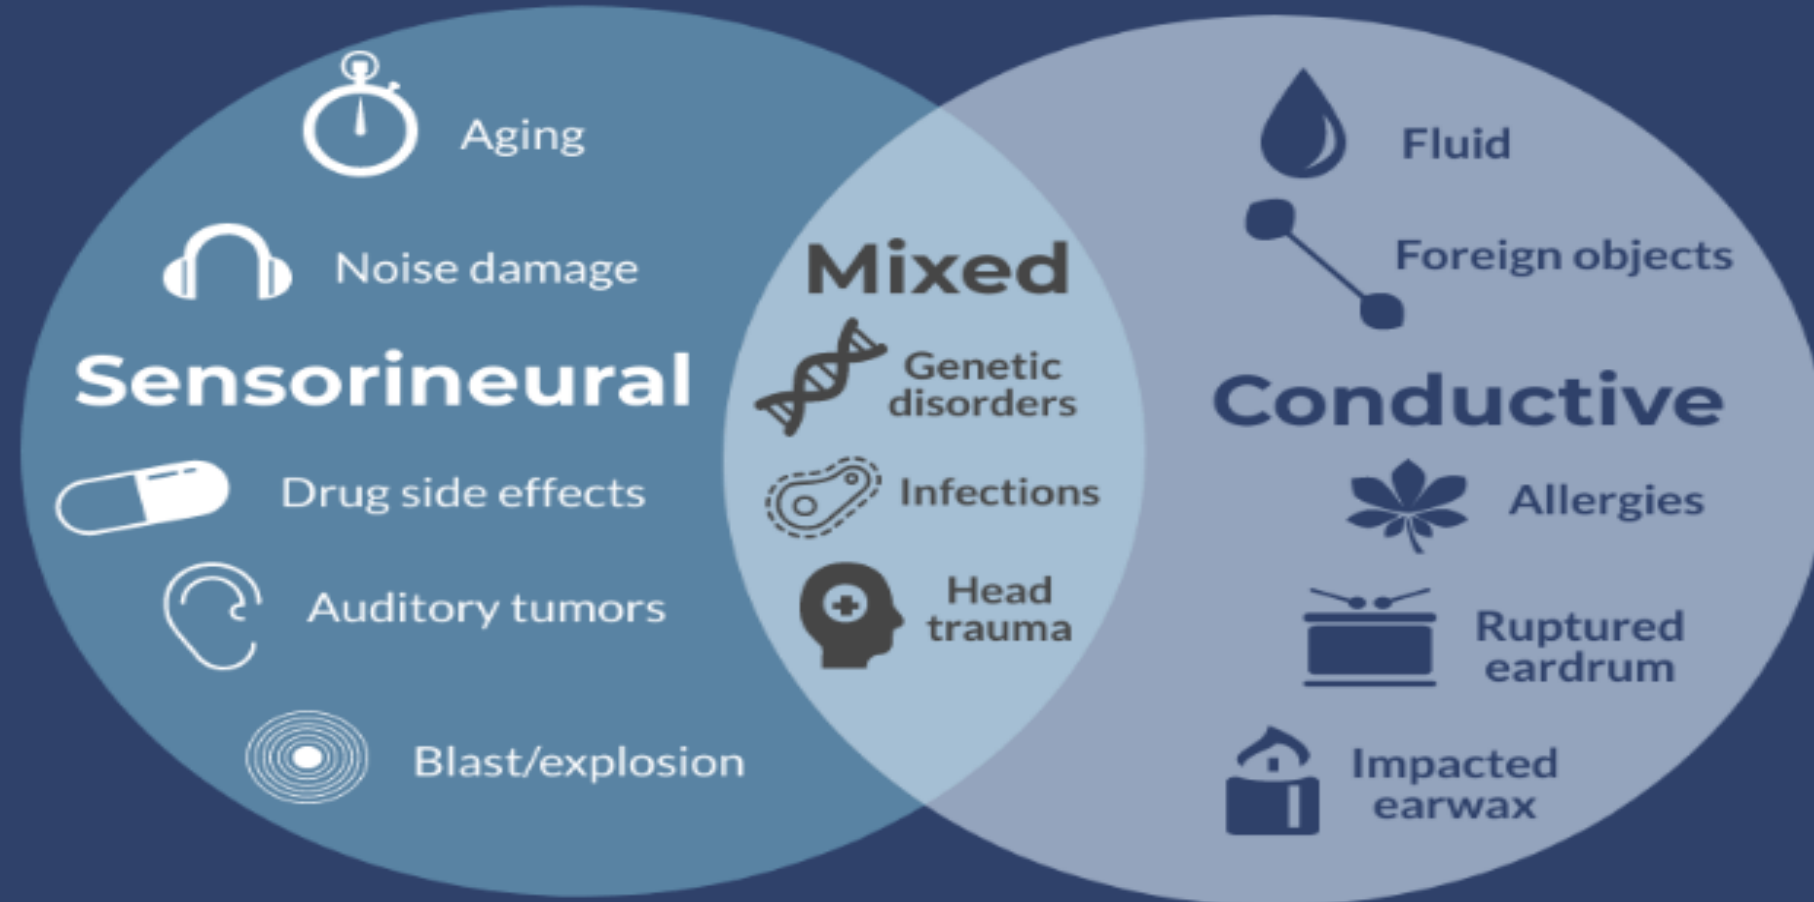 Aging
Noise damage
Sensorineural
Drug side effects
Auditory tumors
Blast/explosion
Mixed
Genetic
disorders
Infections
Head
trauma
Fluid
Foreign objects
Conductive
Allergies
Ruptured
eardrum
Impacted
earwax